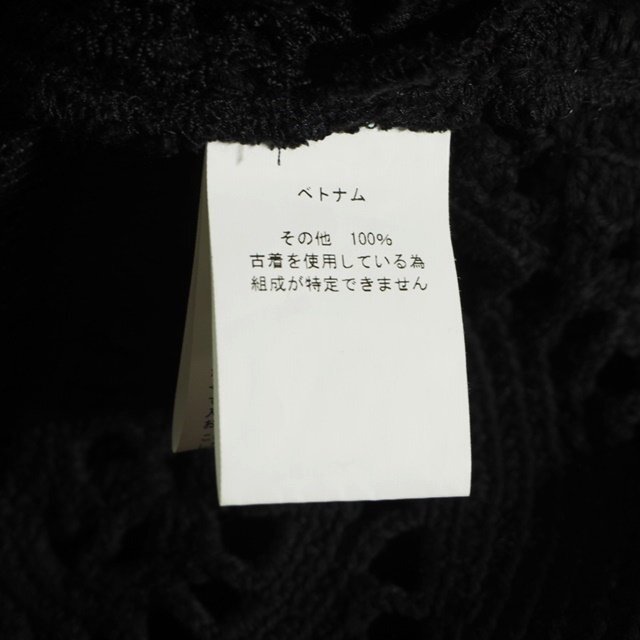 ベトナム
その他 100%
古着を使用している為
組成が特定できません